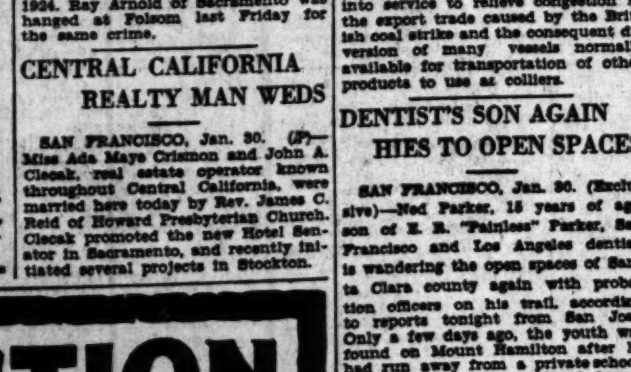 1924. Ray Arnold of Sacramento was
hanged at Folsom last Friday for
the same crime.
CENTRAL CALIFORNIA
REALTY MAN WEDS
SAN FRANCISCO, Jan. 30. (AP)—
Miss Ada Maye Crismon and John A.
Clecak, real estate operator known
throughout Central California, were
married here today by Rev. James C.
Reid of Howard Presbyterian Church.
Clecak promoted the new Hotel Sen-
ator in Sacramento, and recently ini-
tiated several projects in Stockton.
TION
into service to relieve congestion
the export trade caused by the Brit
ish coal strike and the consequent d
version of many vessels normal
available for transportation of othe
products to use as colliers.
DENTIST'S SON AGAIN
HIES TO OPEN SPACE
SAN FRANCISCO, Jan. 30. (Exclu
sive)—Ned Parker, 15 years of ag
son of E. R. "Painless" Parker, Sa
Francisco and Los Angeles dentis
is wandering the open spaces of San
ta Clara county again with proba
tion officers on his trail, accordin
to reports tonight from San Jos
Only a few days ago, the youth w
found on Mount Hamilton after
had run away from a private schoo